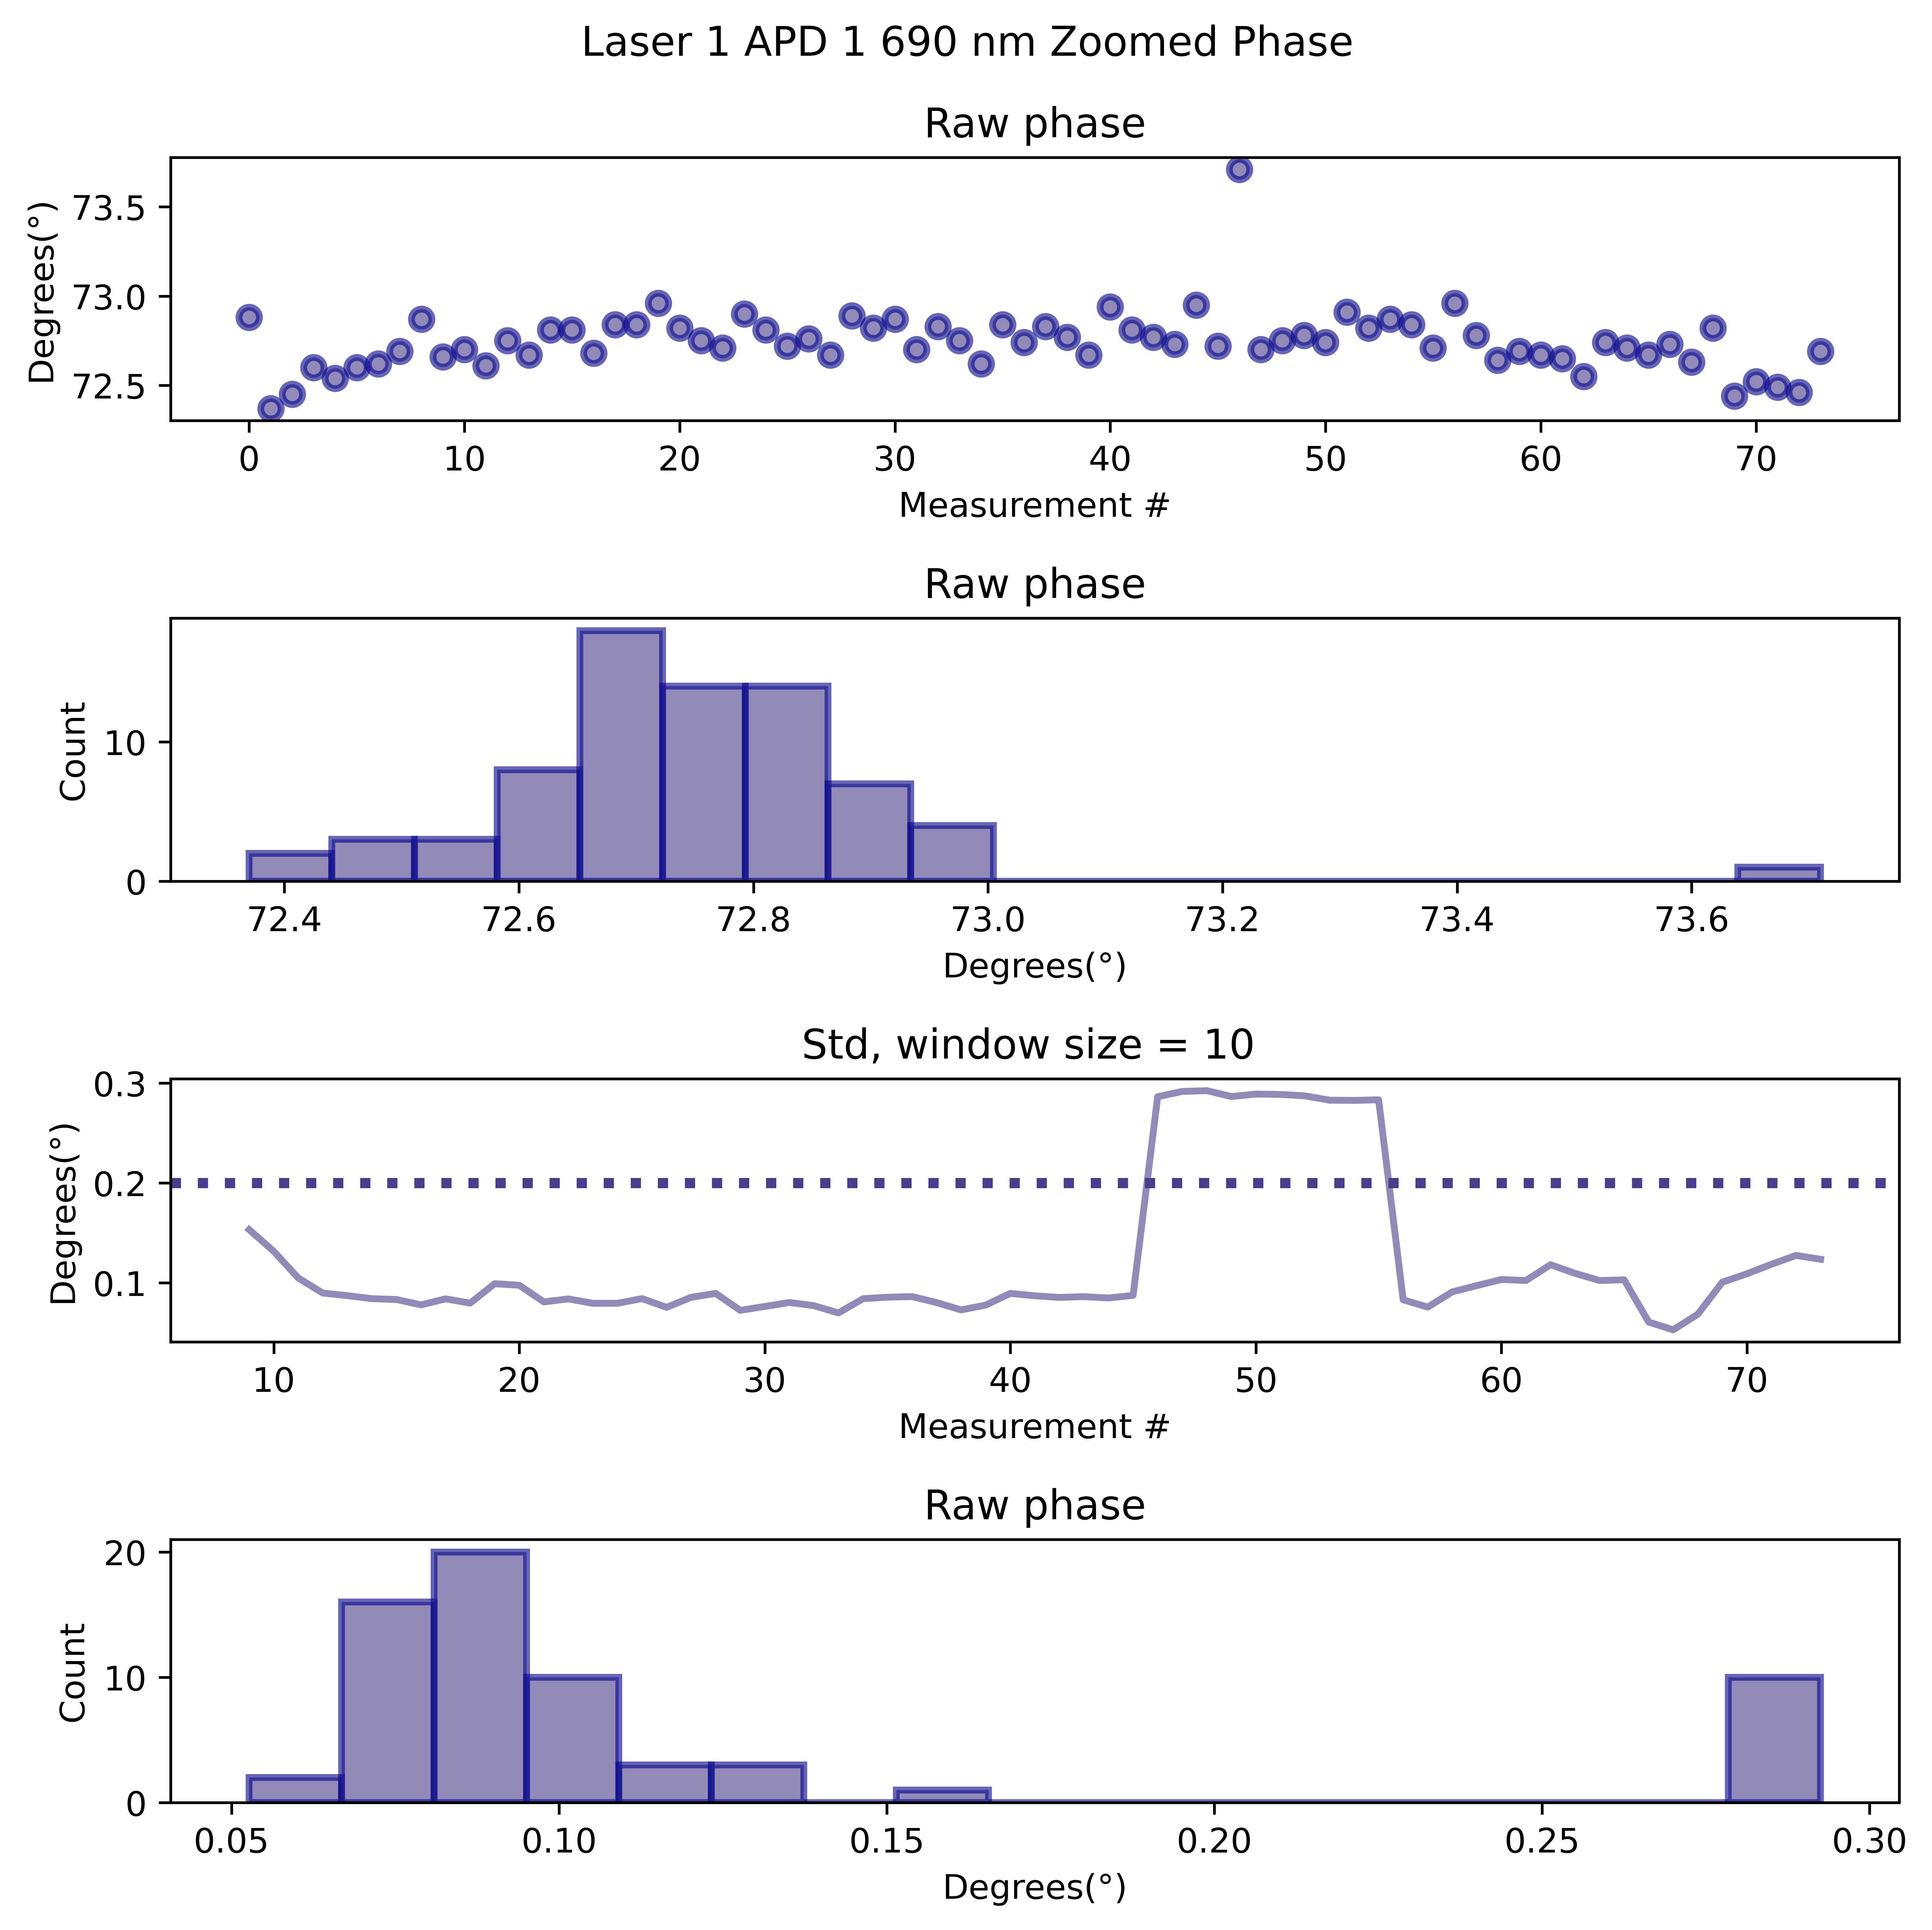 Laser 1 APD 1 690 nm Zoomed Phase
Raw phase
Degrees(°)
73.5
73.0
72.5
0 10 20 30 40 50 60 70
Measurement #
Raw phase
Count
10
0
72.4 72.6 72.8 73.0 73.2 73.4 73.6
Degrees(°)
Std, window size = 10
Degrees(°)
0.3
0.2
0.1
10 20 30 40 50 60 70
Measurement #
Raw phase
Count
20
10
0
0.05 0.10 0.15 0.20 0.25 0.30
Degrees(°)